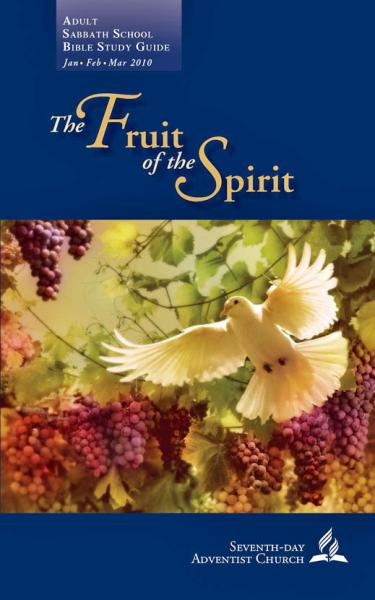 Adult
Sabbath School
Bible Study Guide
Jan • Feb • Mar 2010
The Fruit
of the
Spirit
Seventh-day
Adventist Church